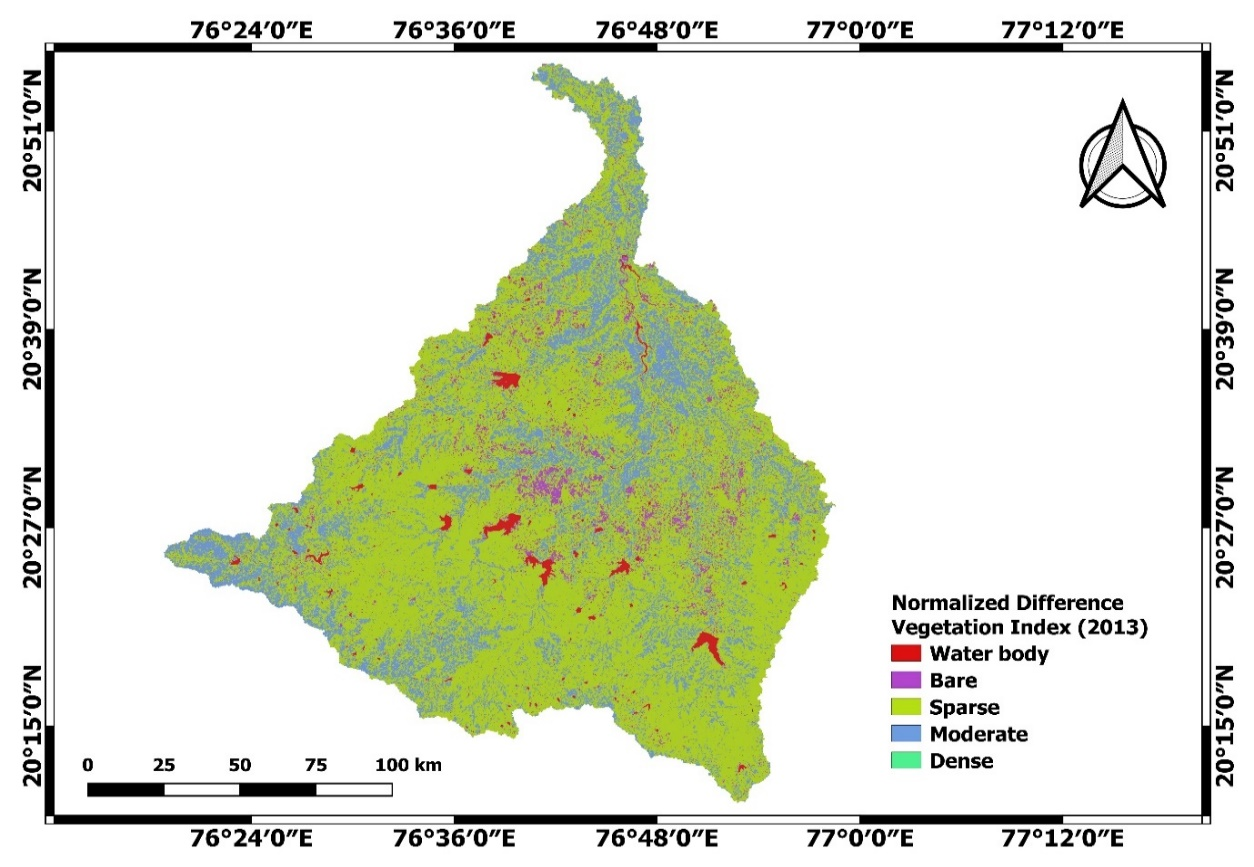 76°24′0″E 76°36′0″E 76°48′0″E 77°0′0″E 77°12′0″E
20°51′0″N 20°51′0″N
20°39′0″N 20°39′0″N
20°27′0″N 20°27′0″N
20°15′0″N 20°15′0″N
Normalized Difference
Vegetation Index (2013)
Water body
Bare
Sparse
Moderate
Dense
0 25 50 75 100 km
76°24′0″E 76°36′0″E 76°48′0″E 77°0′0″E 77°12′0″E